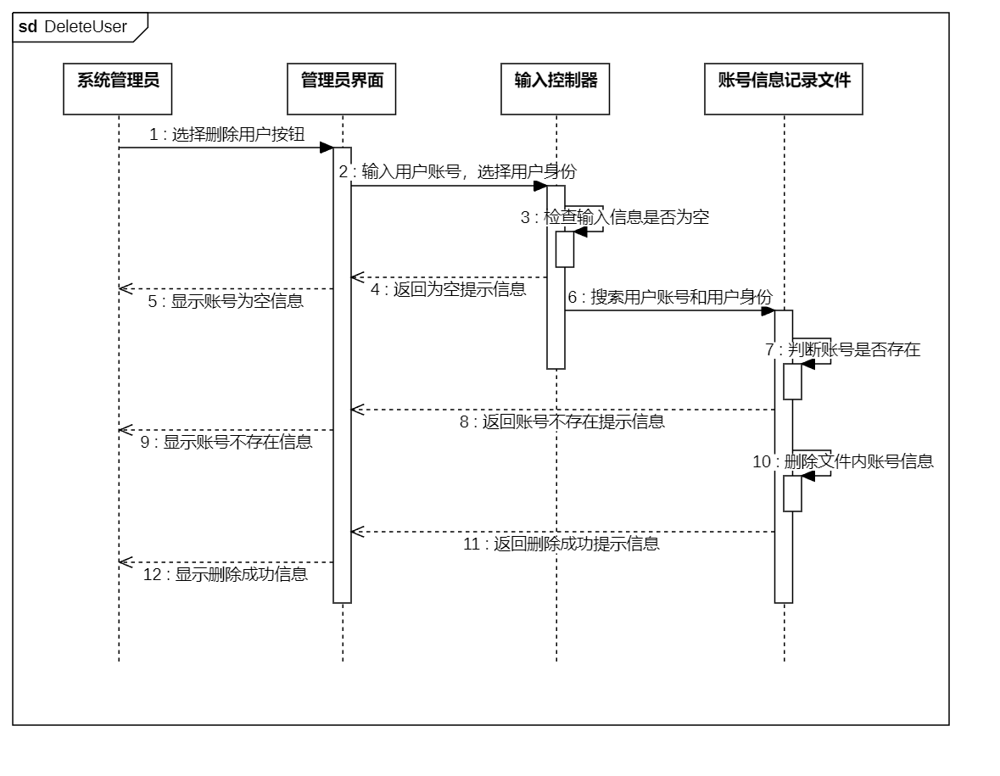 sd DeleteUser
系统管理员
管理员界面
输入控制器
账号信息记录文件
1 : 选择删除用户按钮
2 : 输入用户账号，选择用户身份
3 : 检查输入信息是否为空
4 : 返回为空提示信息
5 : 显示账号为空信息
6 : 搜索用户账号和用户身份
7 : 判断账号是否存在
8 : 返回账号不存在提示信息
9 : 显示账号不存在信息
10 : 删除文件内账号信息
11 : 返回删除成功提示信息
12 : 显示删除成功信息